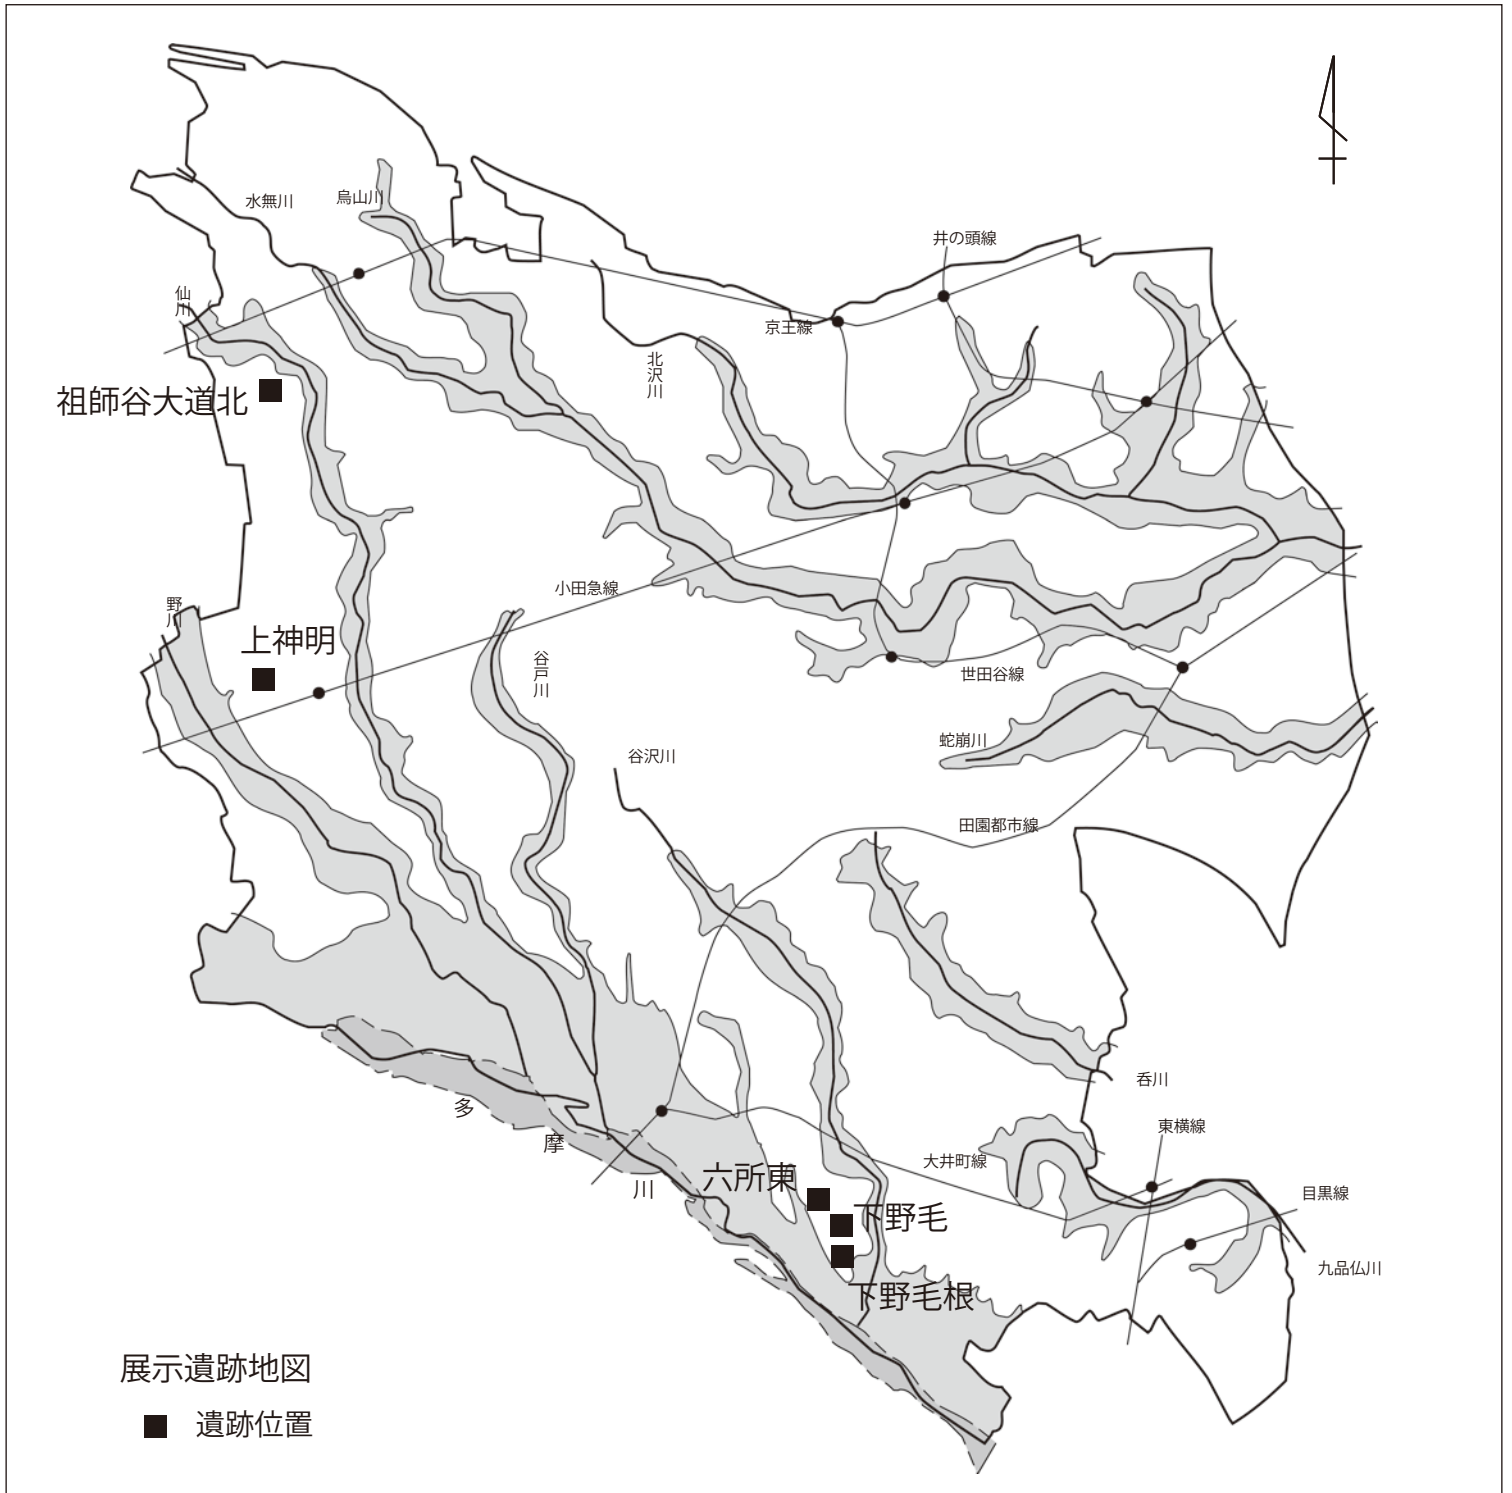 水無川
烏山川
井の頭線
仙川
京王線
北沢川
祖師谷大道北
小田急線
野川
上神明
谷戸川
世田谷線
蛇崩川
谷沢川
田園都市線
呑川
多摩川
東横線
大井町線
六所東
目黒線
下野毛
九品仏川
下野毛根
展示遺跡地図
遺跡位置